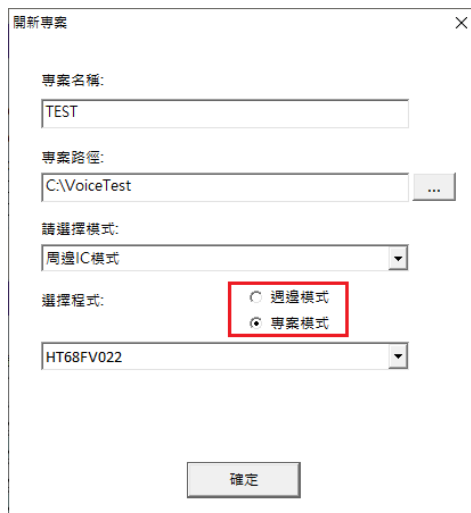 開新專案
專案名稱:
TEST
專案路徑:
C:\VoiceTest
...
請選擇模式:
周邊IC模式
選擇程式:
週邊模式
專案模式
HT68FV022
確定